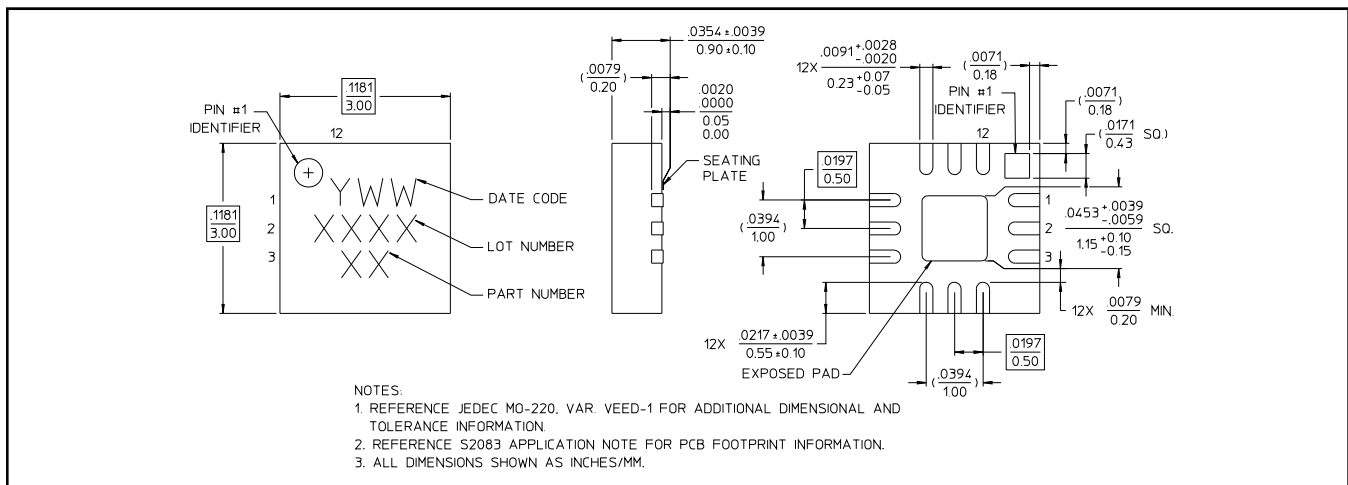 .1181
3.00
PIN #1
IDENTIFIER
12
.1181
3.00
1
2
3
Y W W
X X X X
X X
DATE CODE
LOT NUMBER
PART NUMBER
.0354 ±.0039
0.90 ±0.10
(.0079
0.20)
.0020
.0000
0.05
0.00
SEATING
PLATE
12X .0091 +.0028
-.0020
0.23 +0.07
-0.05
(.0071
0.18)
PIN #1
IDENTIFIER
12
(.0071
0.18)
(.0171
0.43 SQ.)
.0197
0.50
(.0394
1.00)
1
2
3
.0453 +.0039
-.0059
1.15 +0.10
-0.15 SQ.
12X .0079
0.20 MIN.
12X .0217 ±.0039
0.55 ±0.10
EXPOSED PAD
(.0394
1.00)
.0197
0.50
NOTES:
1. REFERENCE JEDEC MO-220, VAR. VEED-1 FOR ADDITIONAL DIMENSIONAL AND
TOLERANCE INFORMATION.
2. REFERENCE S2083 APPLICATION NOTE FOR PCB FOOTPRINT INFORMATION.
3. ALL DIMENSIONS SHOWN AS INCHES/MM.